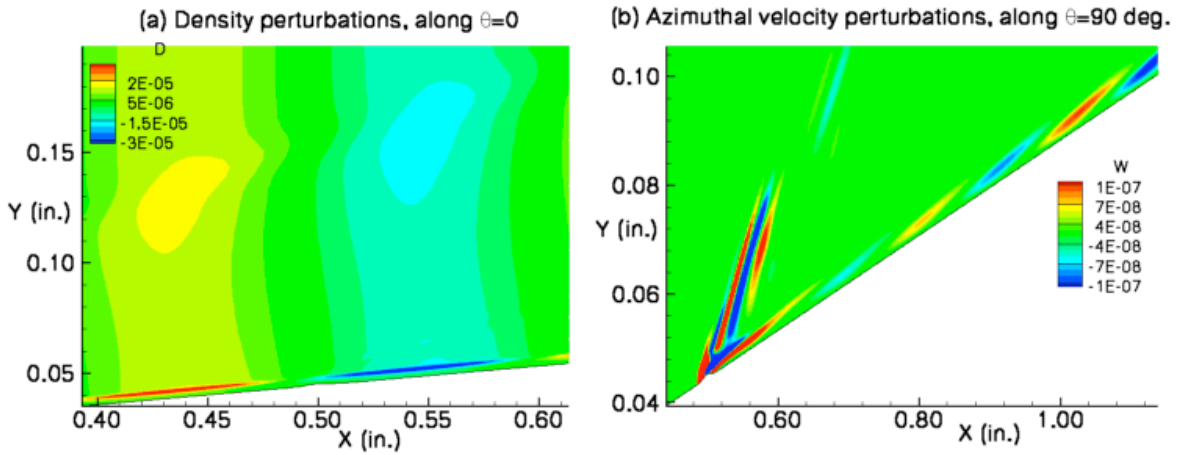 (a) Density perturbations, along θ=0
D
2E-05
5E-06
-1.5E-05
-3E-05
0.15
Y (in.)
0.10
0.05
0.40 0.45 0.50 0.55 0.60
X (in.)
(b) Azimuthal velocity perturbations, along θ=90 deg.
0.10
0.08
Y (in.)
0.06
0.04
W
1E-07
7E-08
4E-08
-4E-08
-7E-08
-1E-07
0.60 0.80 1.00
X (in.)